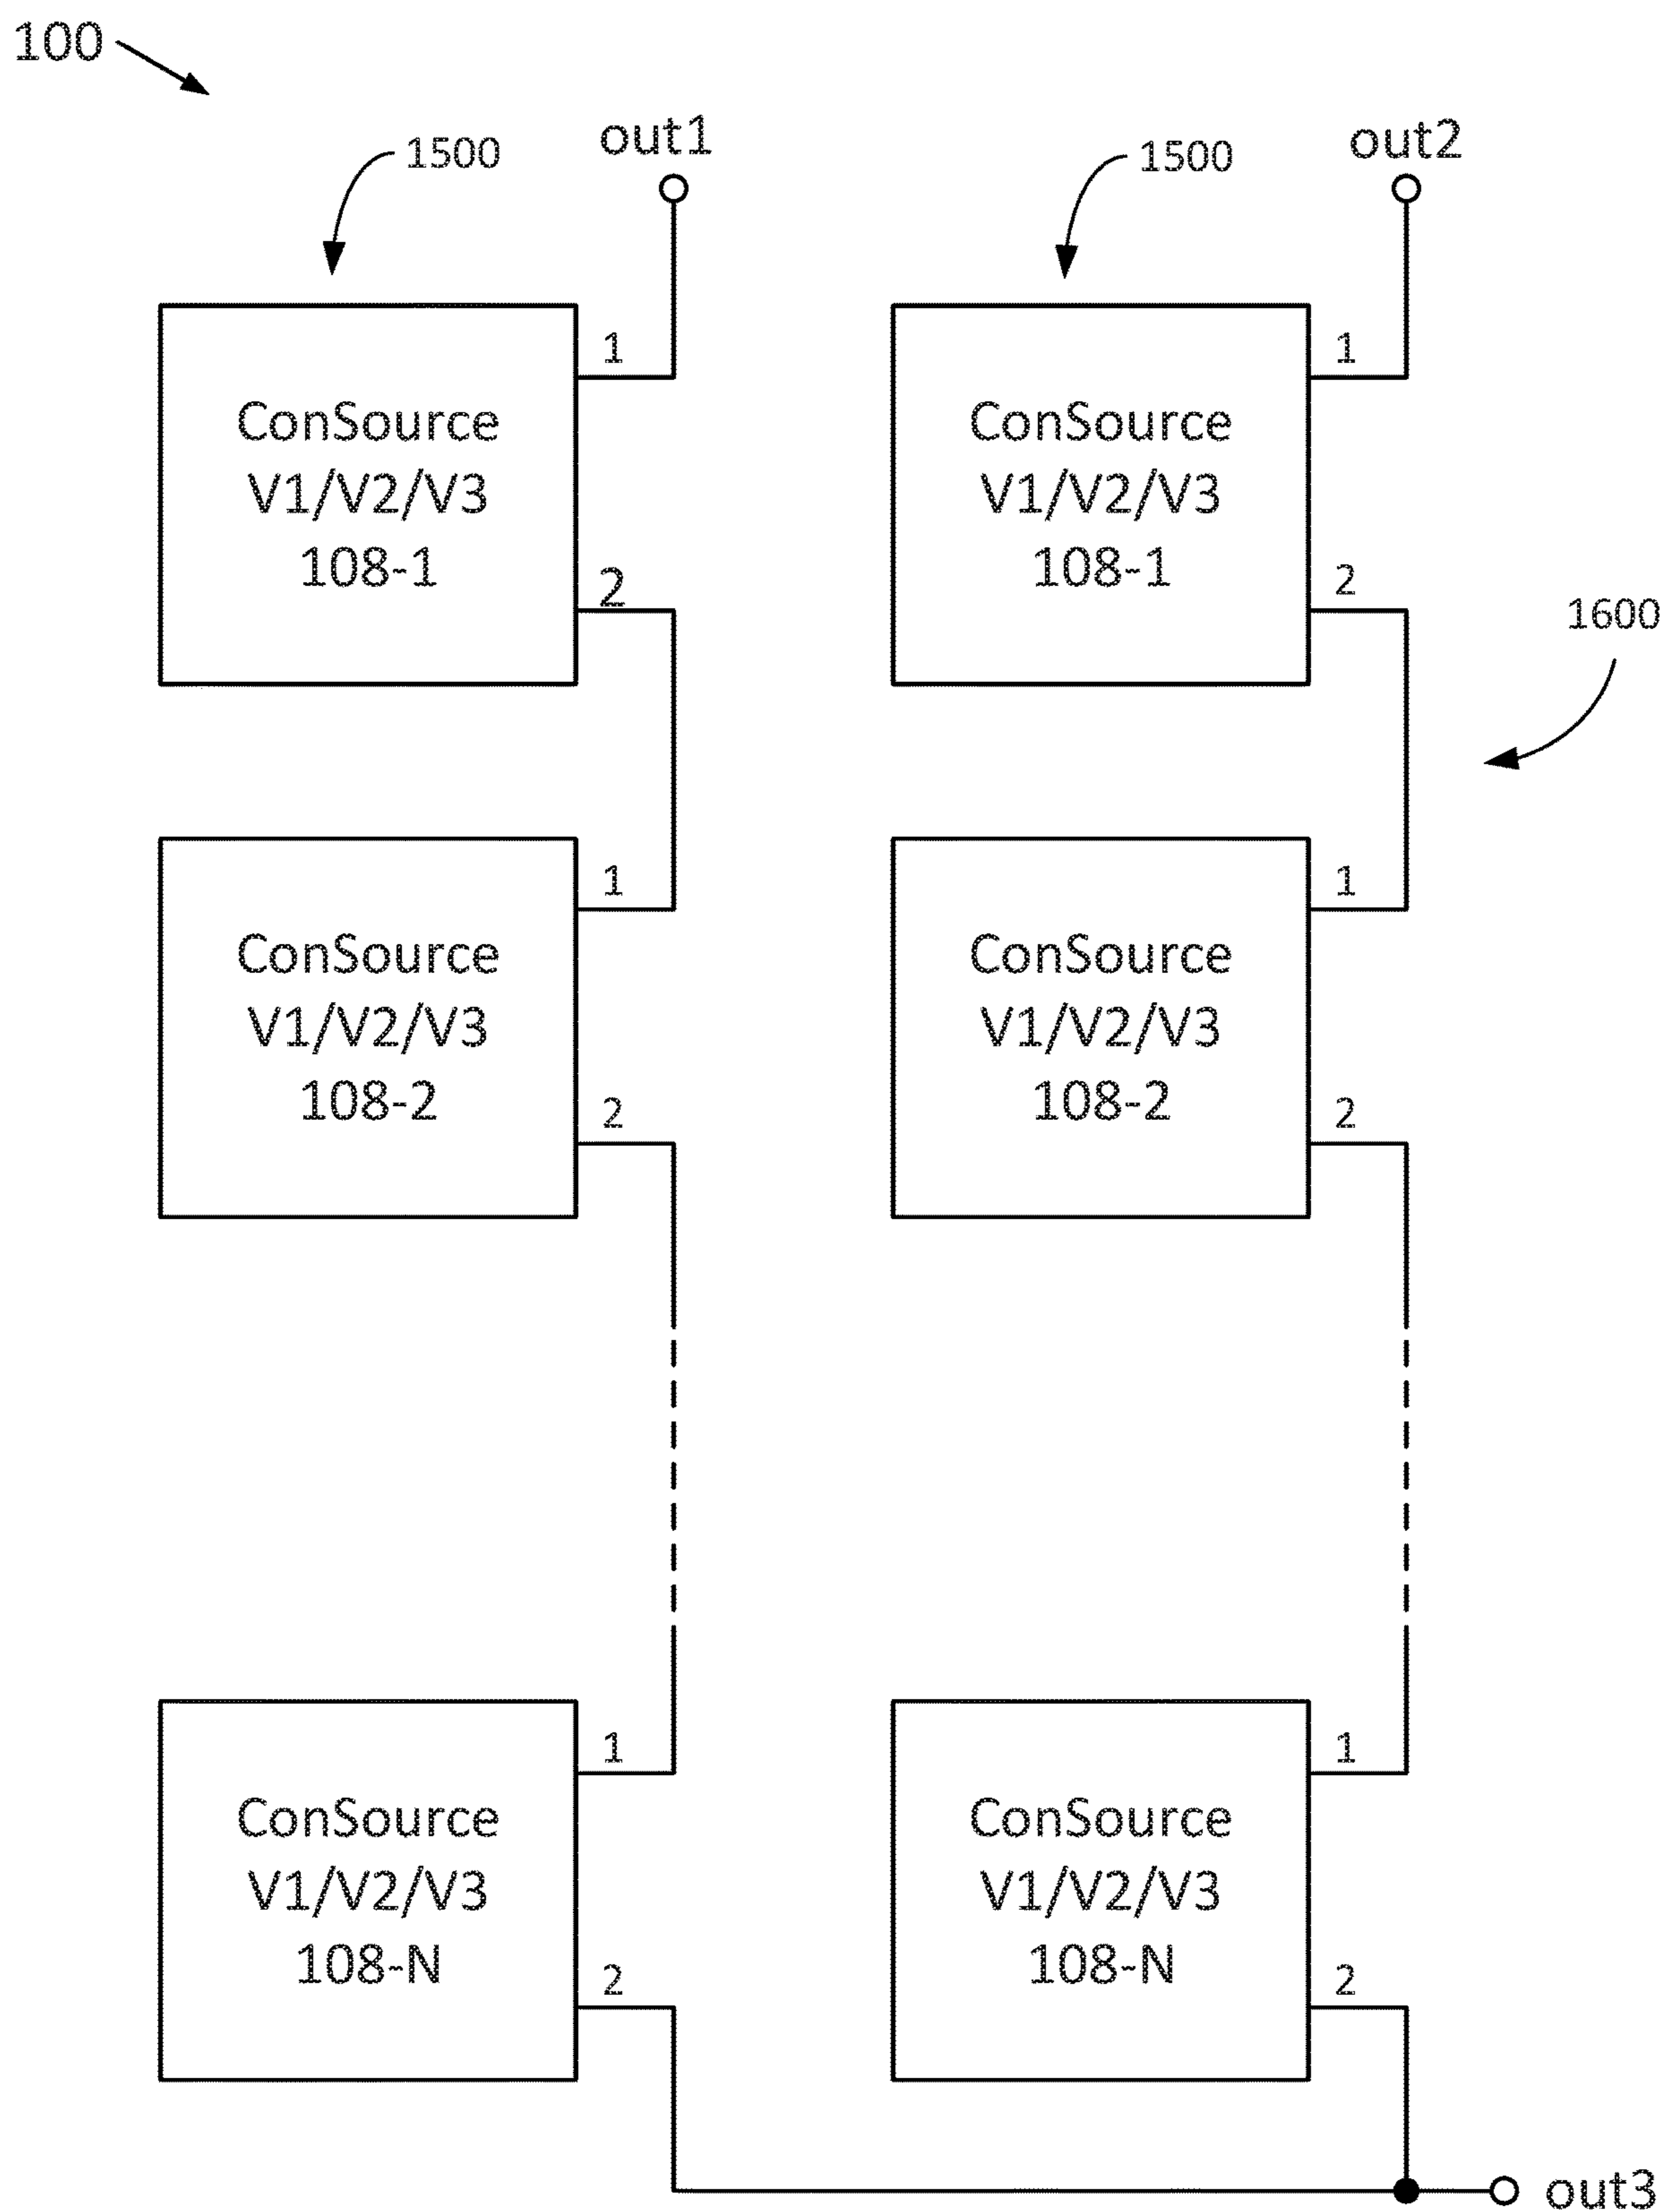 100
1500
out1
1500
out2
1
ConSource
V1/V2/V3
108-1
2
1
ConSource
V1/V2/V3
108-1
2
1600
1
ConSource
V1/V2/V3
108-2
2
1
ConSource
V1/V2/V3
108-2
2
1
ConSource
V1/V2/V3
108-N
2
1
ConSource
V1/V2/V3
108-N
2
out3